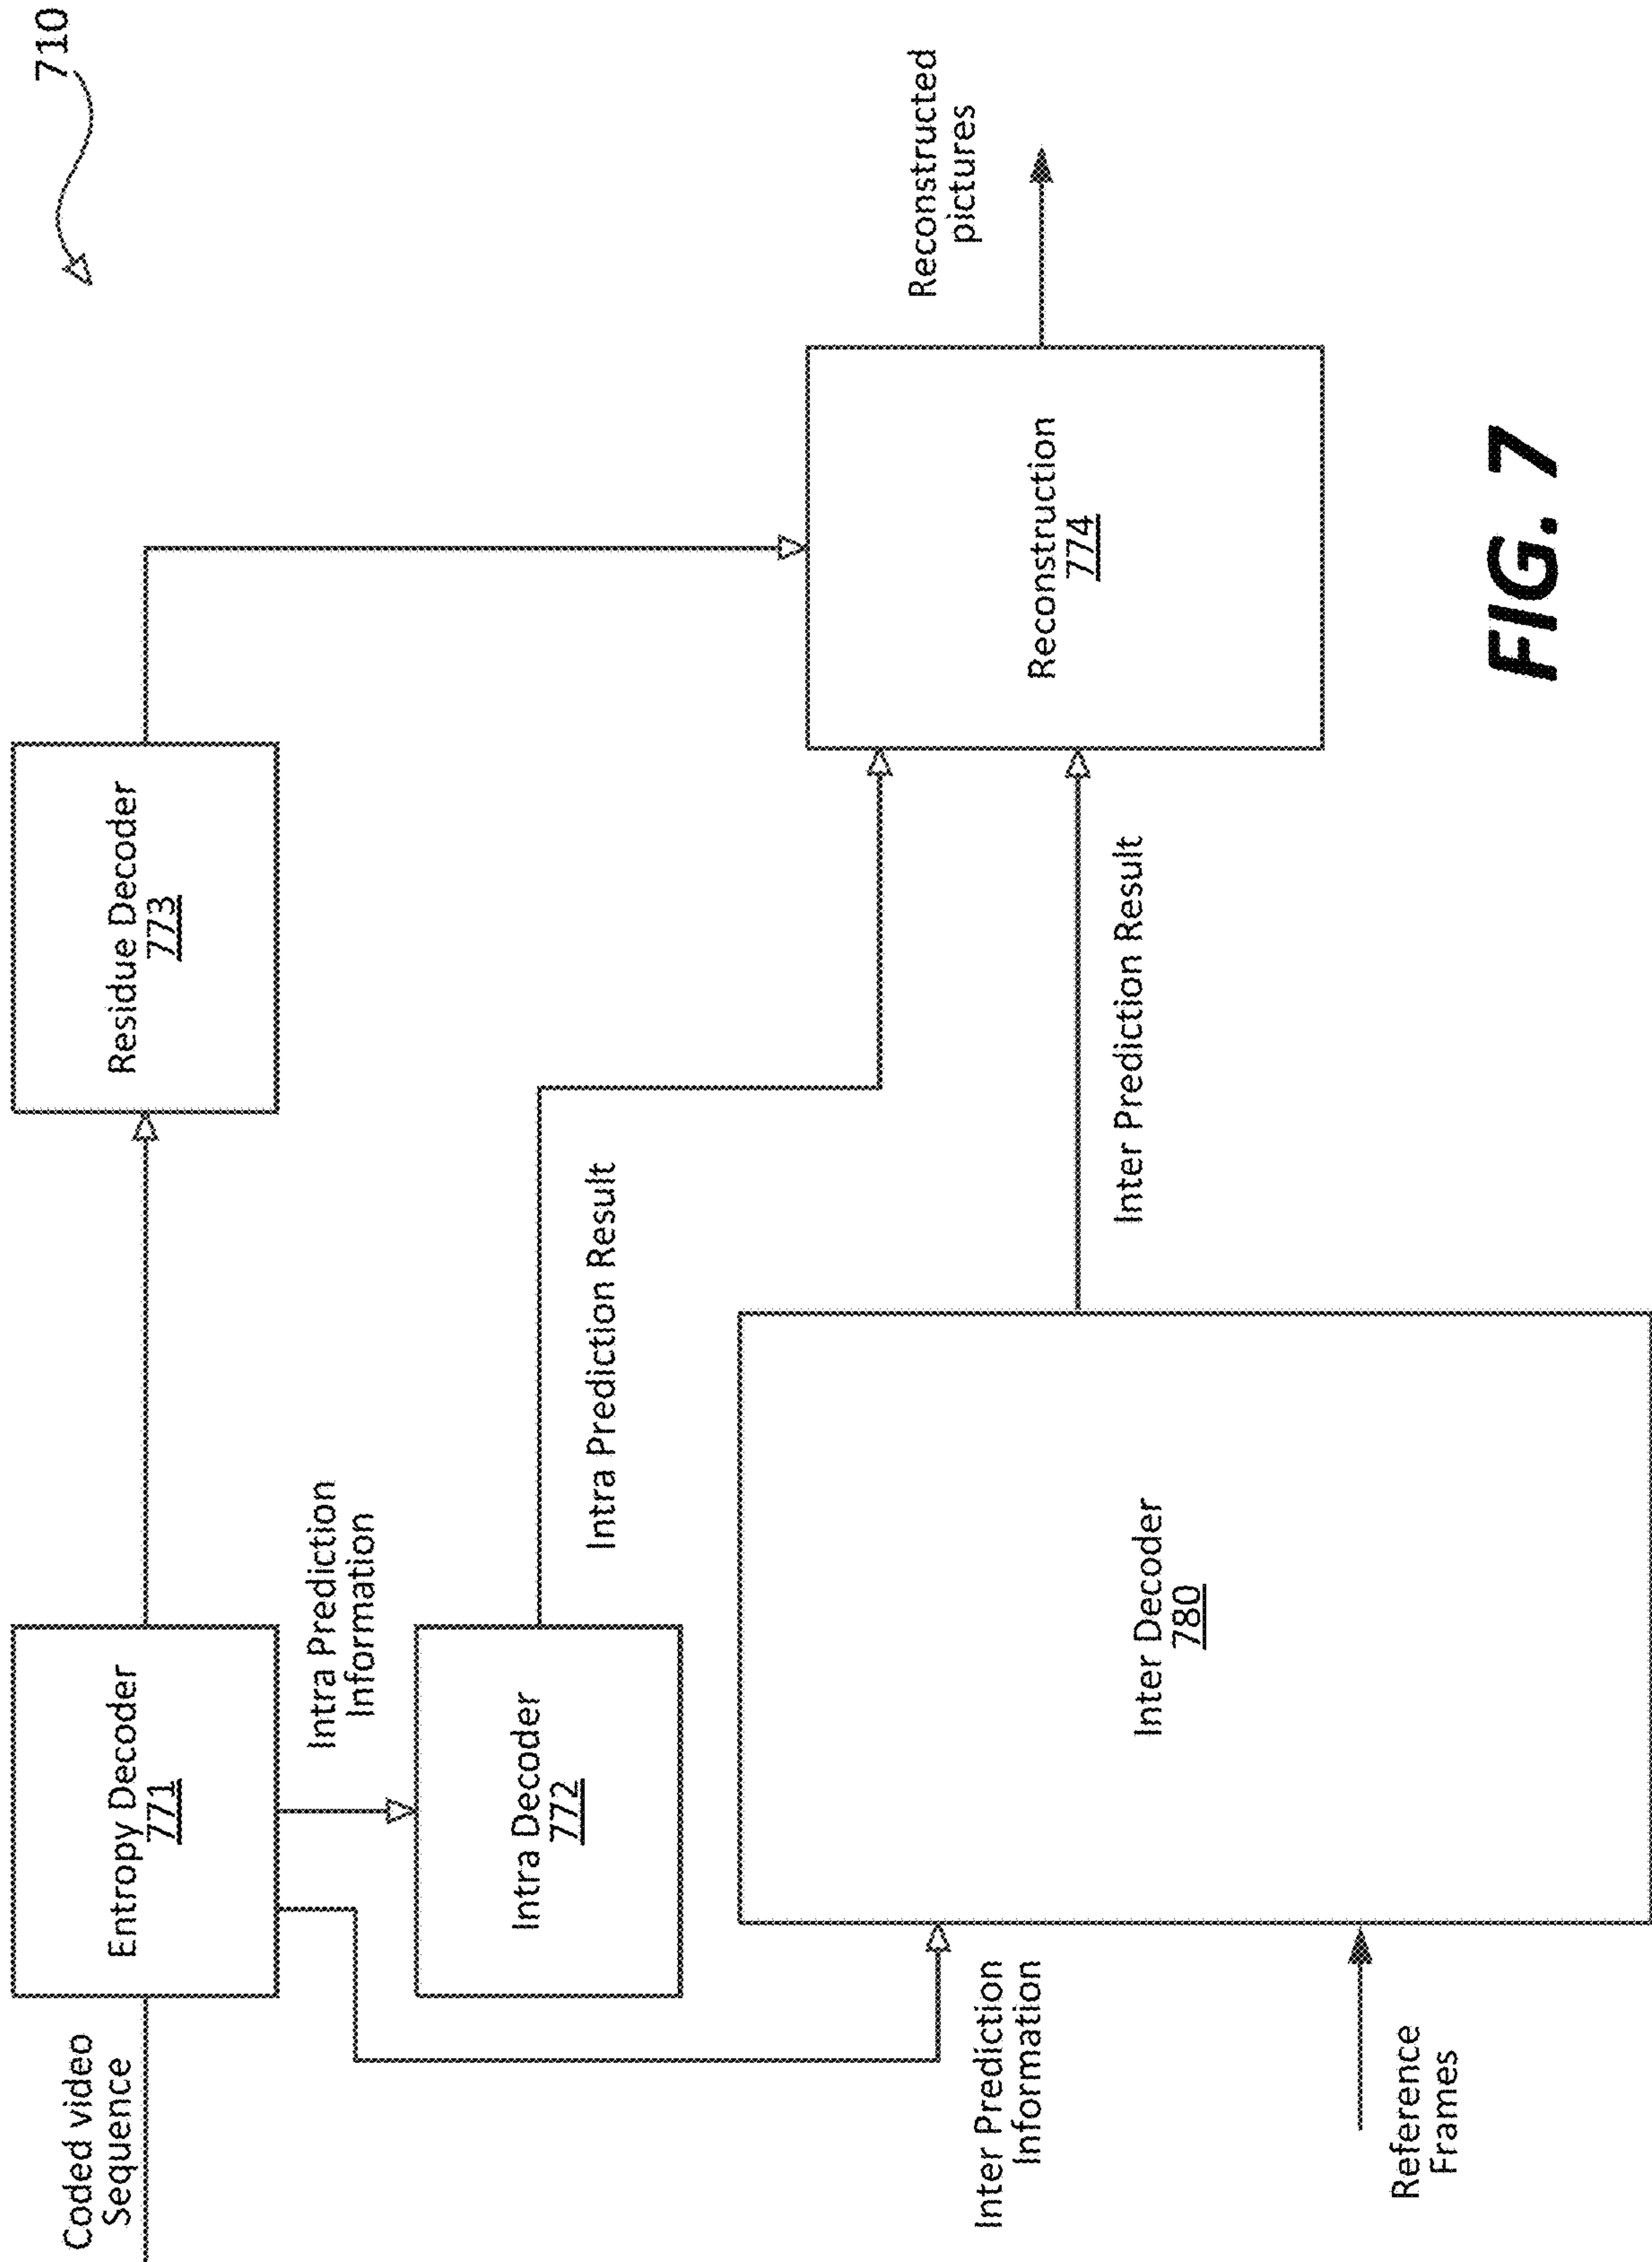 710
Coded video
Sequence
Entropy Decoder
771
Residue Decoder
773
Intra Prediction
Information
Intra Decoder
772
Intra Prediction Result
Reconstructed
pictures
Reconstruction
774
Inter Prediction
Information
Inter Decoder
780
Inter Prediction Result
Reference
Frames
FIG. 7